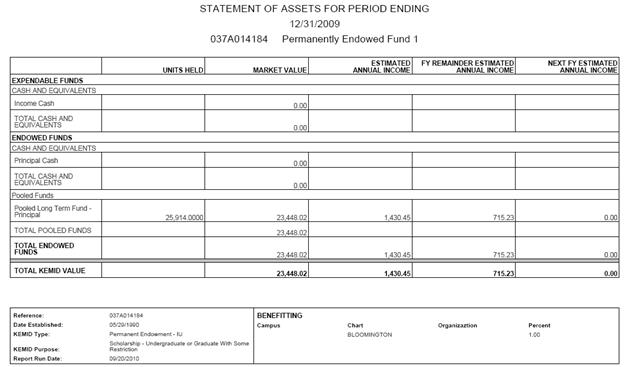 STATEMENT OF ASSETS FOR PERIOD ENDING
12/31/2009
037A014184 Permanently Endowed Fund 1
UNITS HELD MARKET VALUE ESTIMATED ANNUAL INCOME FY REMAINDER ESTIMATED ANNUAL INCOME NEXT FY ESTIMATED ANNUAL INCOME
EXPENDABLE FUNDS
CASH AND EQUIVALENTS
Income Cash 0.00
TOTAL CASH AND
EQUIVALENTS 0.00
ENDOWED FUNDS
CASH AND EQUIVALENTS
Principal Cash 0.00
TOTAL CASH AND
EQUIVALENTS 0.00
Pooled Funds
Pooled Long Term Fund -
Principal 25,914.0000 23,448.02 1,430.45 715.23 0.00
TOTAL POOLED FUNDS 23,448.02
TOTAL ENDOWED
FUNDS 23,448.02 1,430.45 715.23 0.00
TOTAL KEMID VALUE 23,448.02 1,430.45 715.23 0.00
Reference: 037A014184 BENEFITTING
Date Established: 05/29/1990 Campus Chart Organizaztion Percent
KEMID Type: Permanent Endowment - IU BLOOMINGTON 1.00
KEMID Purpose: Scholarship - Undergraduate or Graduate With Some
Restriction
Report Run Date: 09/20/2010